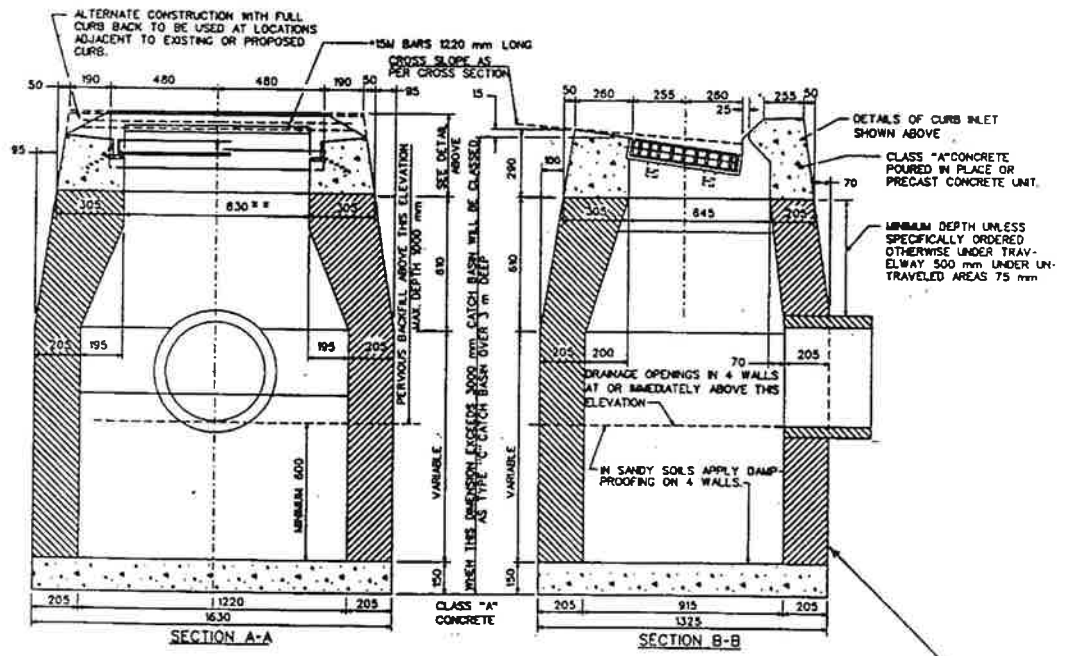 ALTERNATE CONSTRUCTION WITH FULL
CURB BACK TO BE USED AT LOCATIONS
ADJACENT TO EXISTING OR PROPOSED
CURB.
15M BARS 1220 mm LONG
CROSS SLOPE AS
PER CROSS SECTION
50 190 480 480 190 50
95
95
305 830 ** 305
205 195
195 205
PERVIOUS BACKFILL ABOVE THIS ELEVATION
MAX. DEPTH 1000 mm
MINIMUM 600
SEE DETAIL
ABOVE
610
VARIABLE
150
WHEN THIS DIMENSION EXCEEDS 3000 mm CATCH BASIN WILL BE CLASSED
AS TYPE "C" CATCH BASIN OVER 3 m DEEP
205 1220 205
1630
SECTION A-A
CLASS "A"
CONCRETE
15
50 260 255 260 255 50
25
290
150
DETAILS OF CURB INLET
SHOWN ABOVE
CLASS "A" CONCRETE
POURED IN PLACE OR
PRECAST CONCRETE UNIT.
70
305 645 205
MINIMUM DEPTH UNLESS
SPECIFICALLY ORDERED
OTHERWISE UNDER TRAV-
ELWAY 500 mm UNDER UN-
TRAVELED AREAS 75 mm
610
205 200
70 205
DRAINAGE OPENINGS IN 4 WALLS
AT OR IMMEDIATELY ABOVE THIS
ELEVATION
IN SANDY SOILS APPLY DAMP-
PROOFING ON 4 WALLS.
VARIABLE
150
205 915 205
1325
SECTION B-B